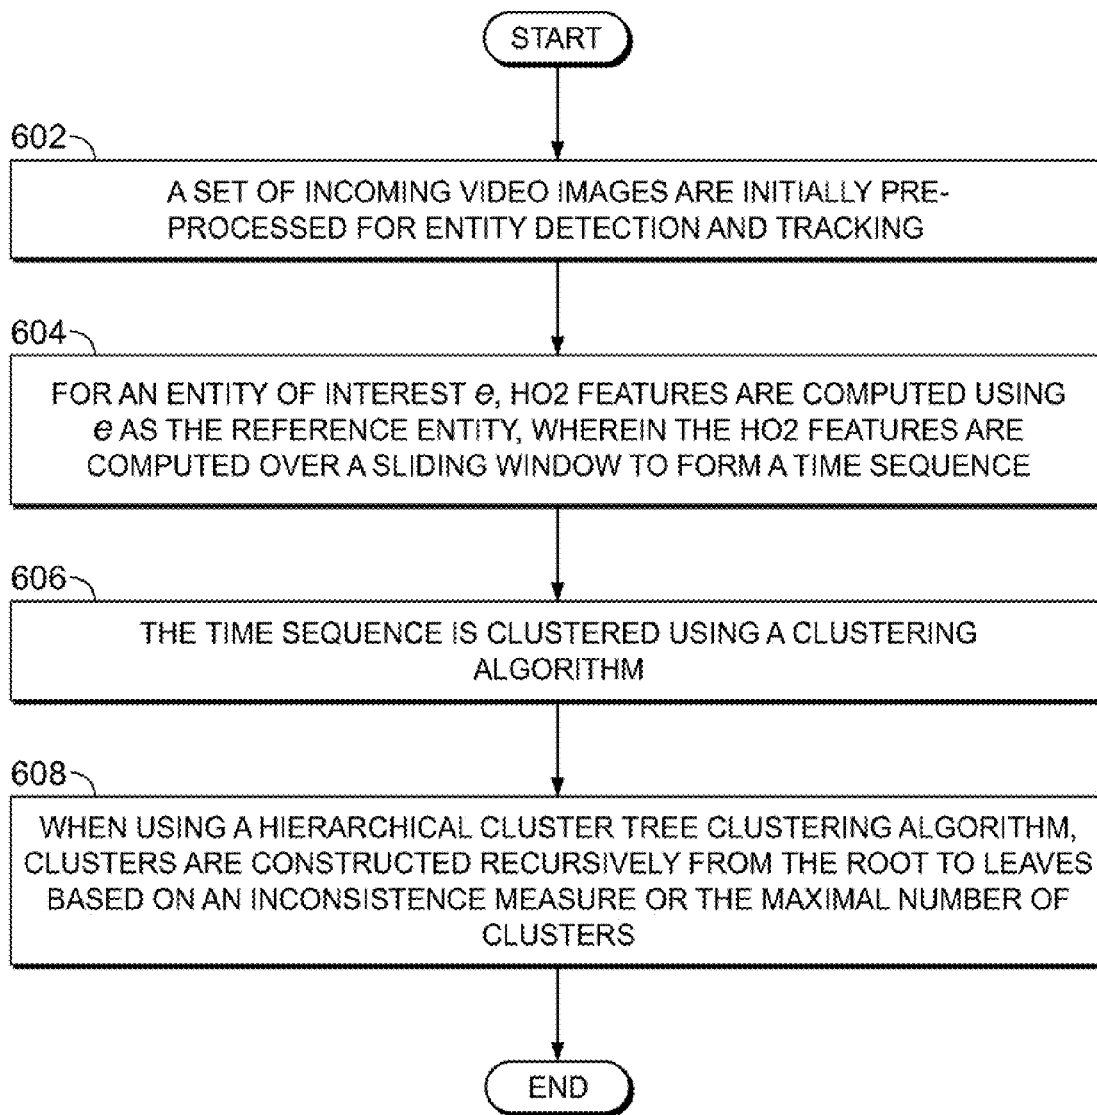 START
602
A SET OF INCOMING VIDEO IMAGES ARE INITIALLY PRE-
PROCESSED FOR ENTITY DETECTION AND TRACKING
604
FOR AN ENTITY OF INTEREST e, HO2 FEATURES ARE COMPUTED USING
e AS THE REFERENCE ENTITY, WHEREIN THE HO2 FEATURES ARE
COMPUTED OVER A SLIDING WINDOW TO FORM A TIME SEQUENCE
606
THE TIME SEQUENCE IS CLUSTERED USING A CLUSTERING
ALGORITHM
608
WHEN USING A HIERARCHICAL CLUSTER TREE CLUSTERING ALGORITHM,
CLUSTERS ARE CONSTRUCTED RECURSIVELY FROM THE ROOT TO LEAVES
BASED ON AN INCONSISTENCE MEASURE OR THE MAXIMAL NUMBER OF
CLUSTERS
END